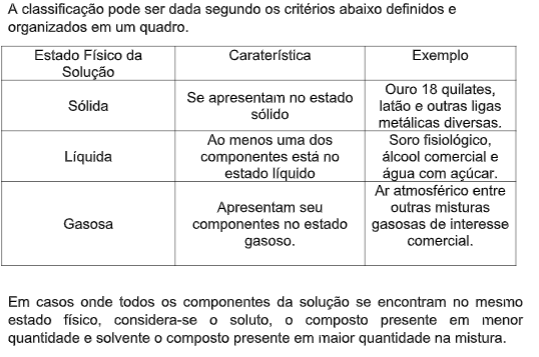 A classificação pode ser dada segundo os critérios abaixo definidos e
organizados em um quadro.
Estado Físico da
Solução
Caraterística
Exemplo
Sólida
Se apresentam no estado
sólido
Ouro 18 quilates,
latão e outras ligas
metálicas diversas.
Líquida
Ao menos uma dos
componentes está no
estado líquido
Soro fisiológico,
álcool comercial e
água com açúcar.
Gasosa
Apresentam seu
componentes no estado
gasoso.
Ar atmosférico entre
outras misturas
gasosas de interesse
comercial.
Em casos onde todos os componentes da solução se encontram no mesmo
estado físico, considera-se o soluto, o composto presente em menor
quantidade e solvente o composto presente em maior quantidade na mistura.